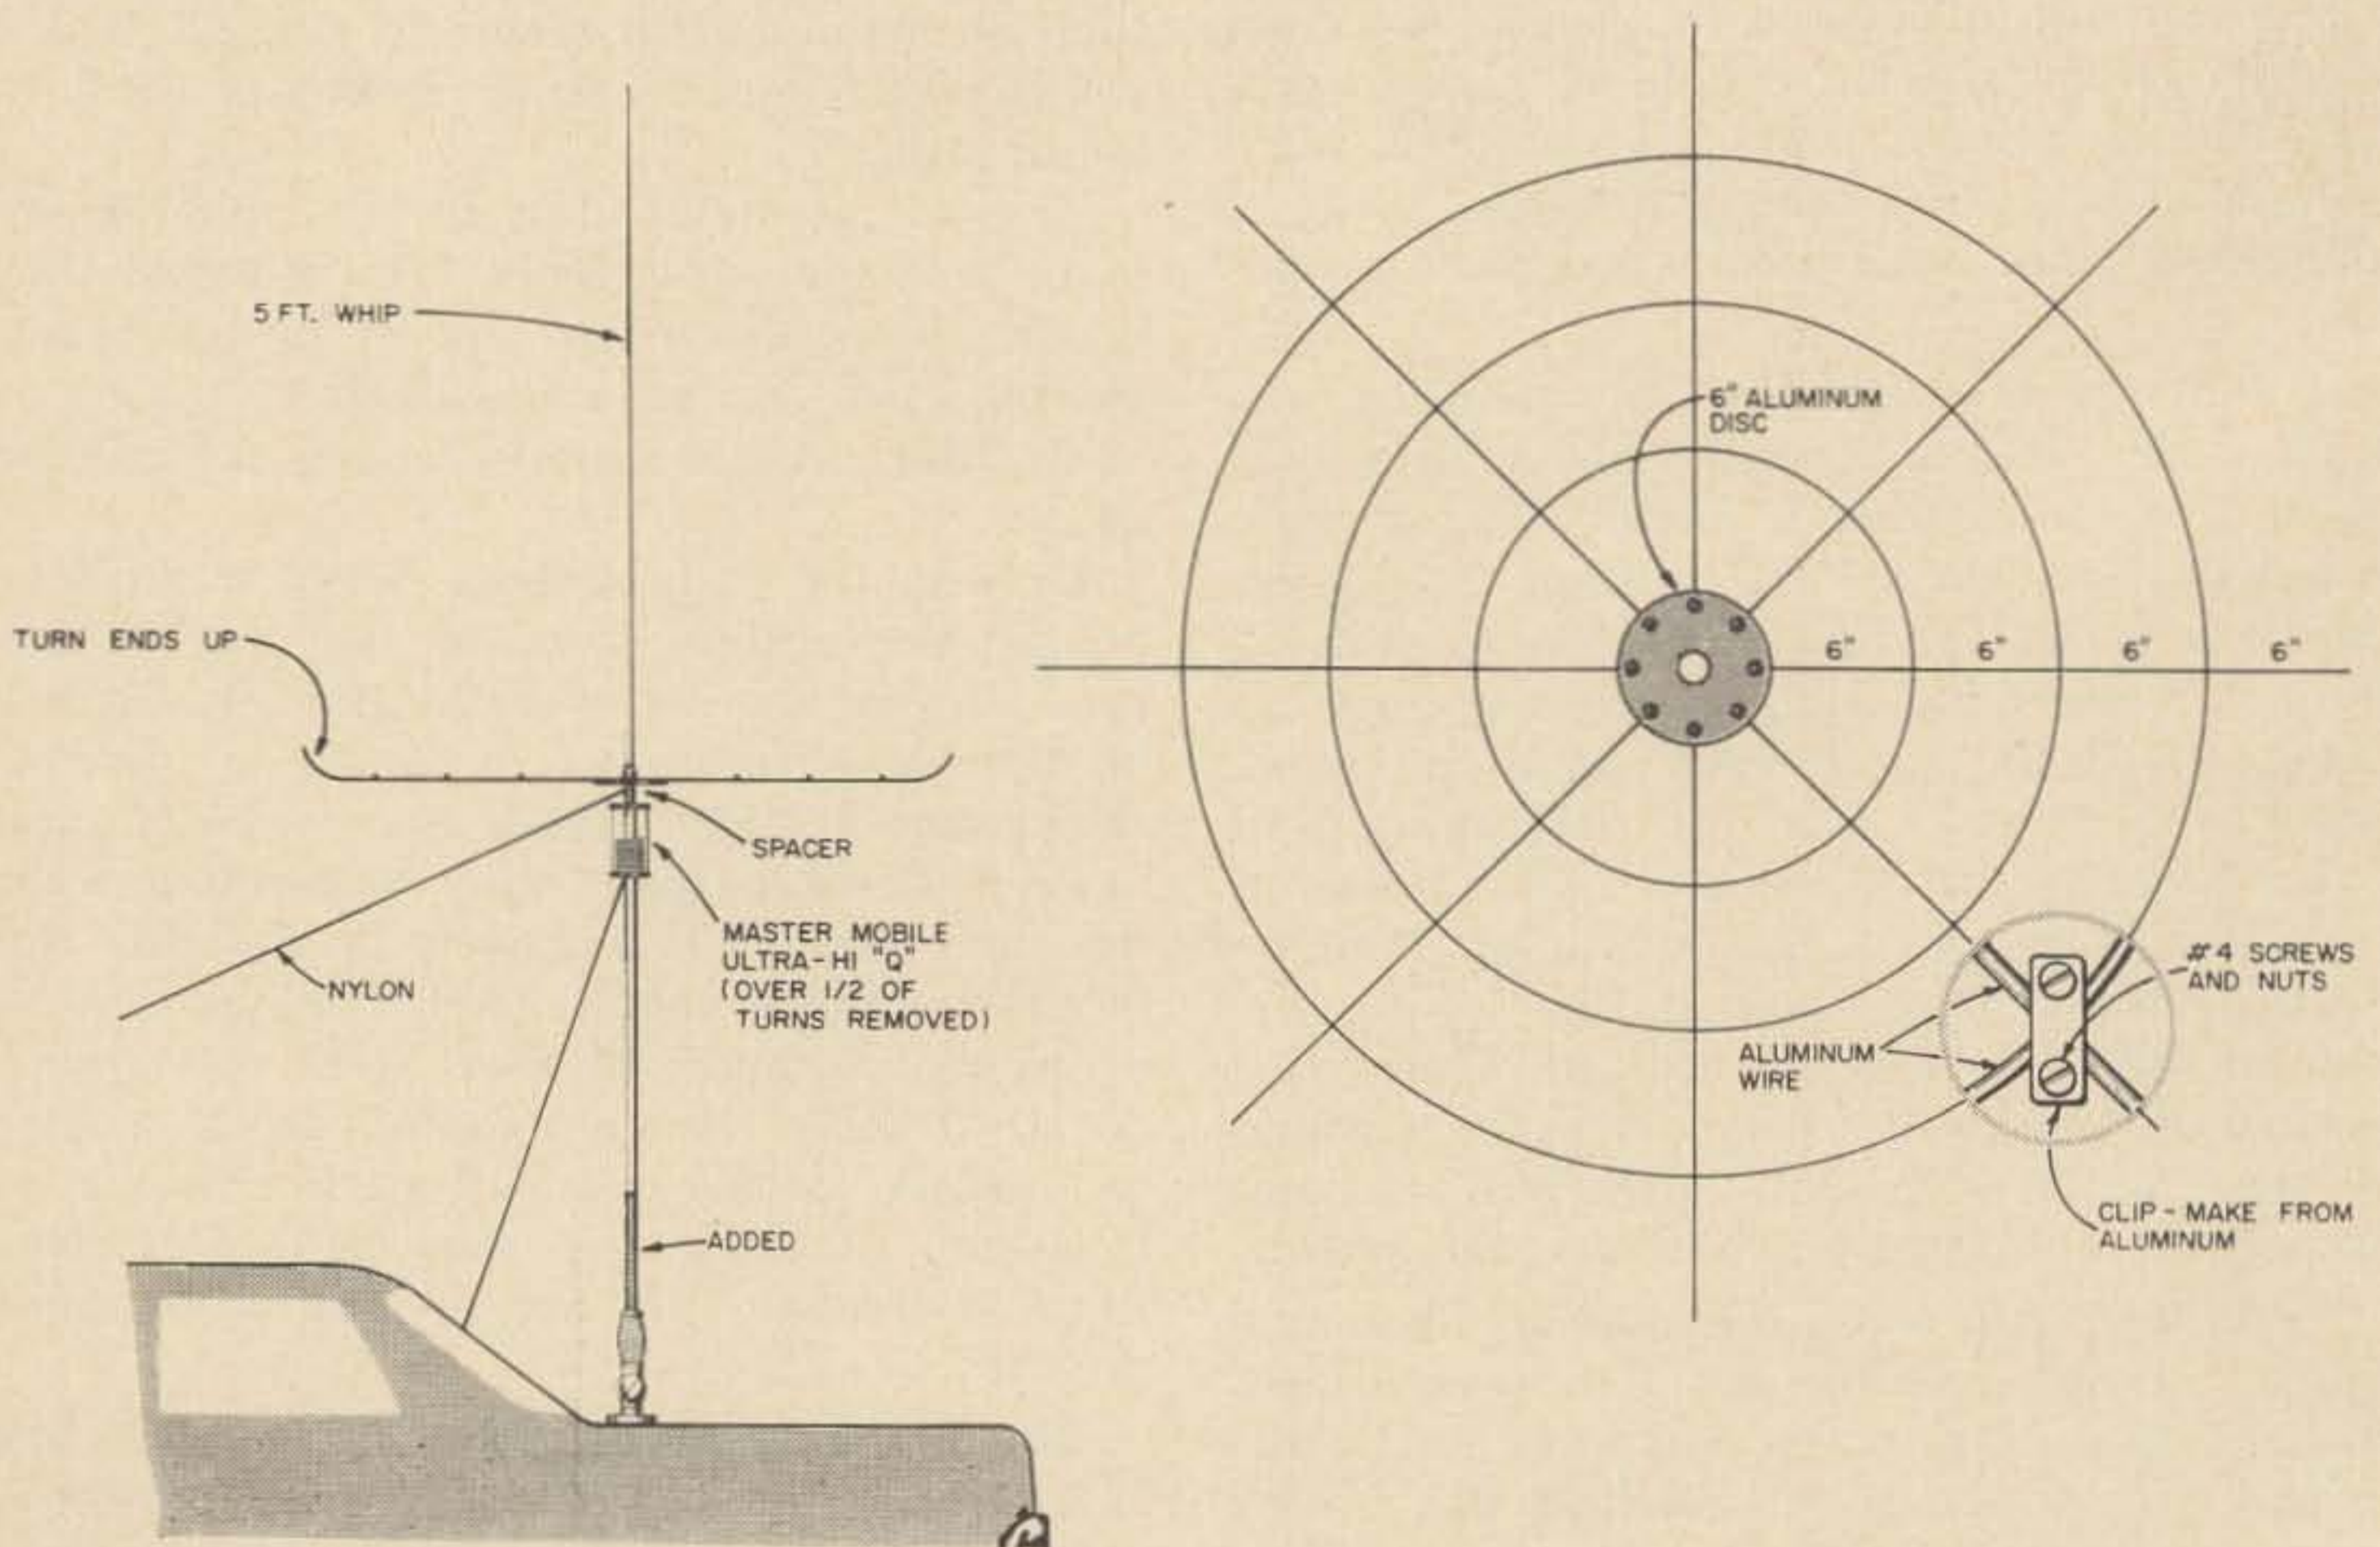 5 FT. WHIP
TURN ENDS UP
SPACER
NYLON
MASTER MOBILE
ULTRA-HI "Q"
(OVER 1/2 OF
TURNS REMOVED)
ADDED
6" ALUMINUM
DISC
6" 6" 6" 6"
#4 SCREWS
AND NUTS
ALUMINUM
WIRE
CLIP - MAKE FROM
ALUMINUM